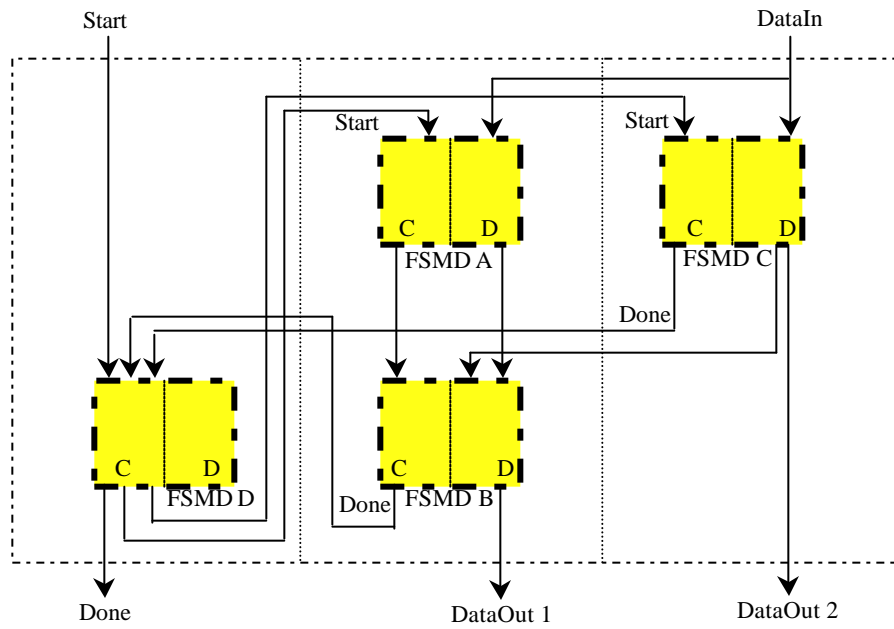 Start
DataIn
Start
Start
C
D
C
D
FSMD A
FSMD C
Done
C
D
C
D
FSMD D
Done
FSMD B
Done
DataOut 1
DataOut 2